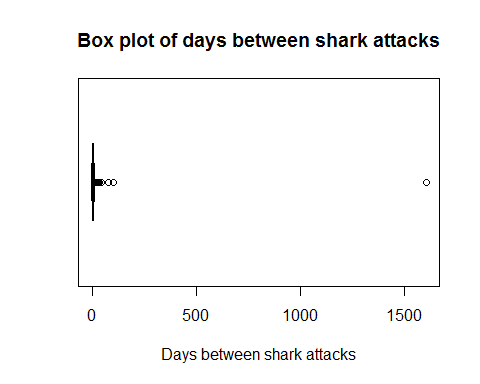 Box plot of days between shark attacks
0 500 1000 1500
Days between shark attacks